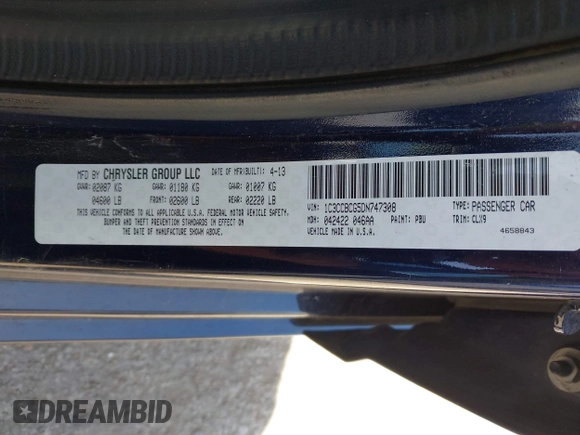 MFD BY CHRYSLER GROUP LLC DATE OF MFR(BUILT): 4-13
GVWR: 02087 KG GAWR: 01180 KG GAWR: 01007 KG
04600 LB FRONT: 02600 LB REAR: 02220 LB
THIS VEHICLE CONFORMS TO ALL APPLICABLE U.S.A. FEDERAL MOTOR VEHICLE SAFETY,
BUMPER AND THEFT PREVENTION STANDARDS IN EFFECT ON
THE DATE OF MANUFACTURE SHOWN ABOVE.
VIN: 1C3CCBCG5DN747308 TYPE: PASSENGER CAR
MDH: 042422 046AA PAINT: PBU TRIM: CLX9
VEHICLE MADE IN U.S.A. 4658843
DREAMBID